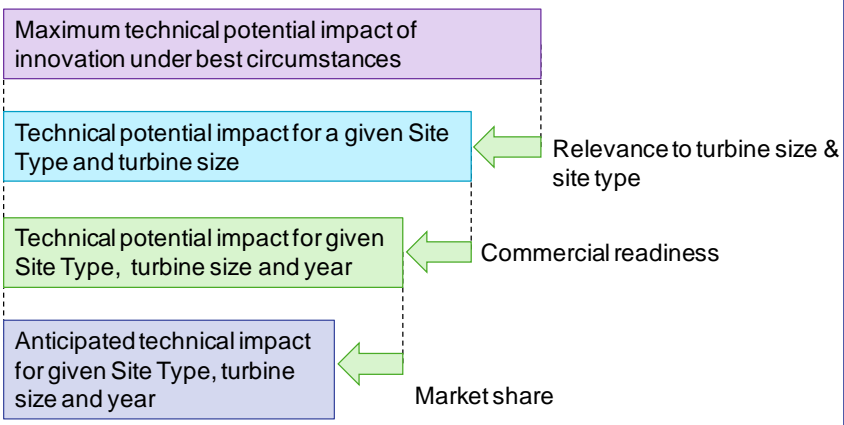 Maximum technical potential impact of
innovation under best circumstances
Technical potential impact for a given Site
Type and turbine size
Relevance to turbine size &
site type
Technical potential impact for given
Site Type, turbine size and year
Commercial readiness
Anticipated technical impact
for given Site Type, turbine
size and year
Market share